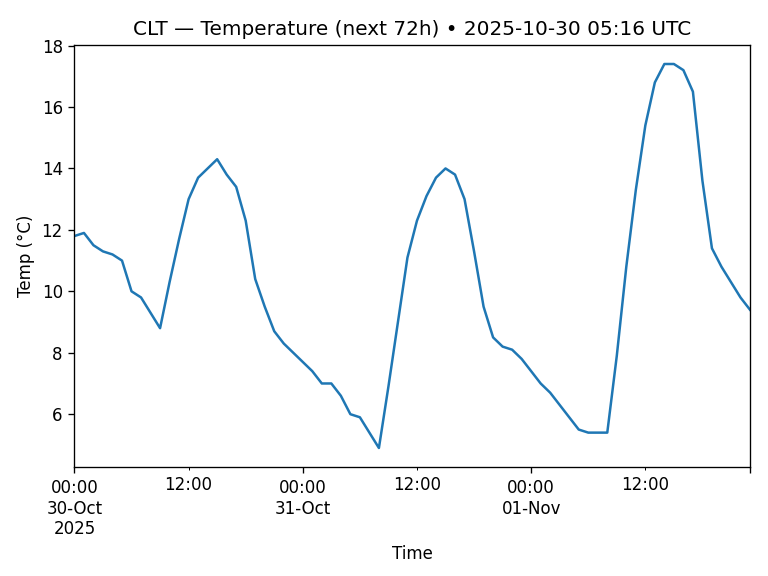 CLT — Temperature (next 72h) • 2025-10-30 05:16 UTC
18
16
14
12
10
8
6
Temp (°C)
00:00 12:00 00:00 12:00 00:00 12:00
30-Oct 31-Oct 01-Nov
2025
Time